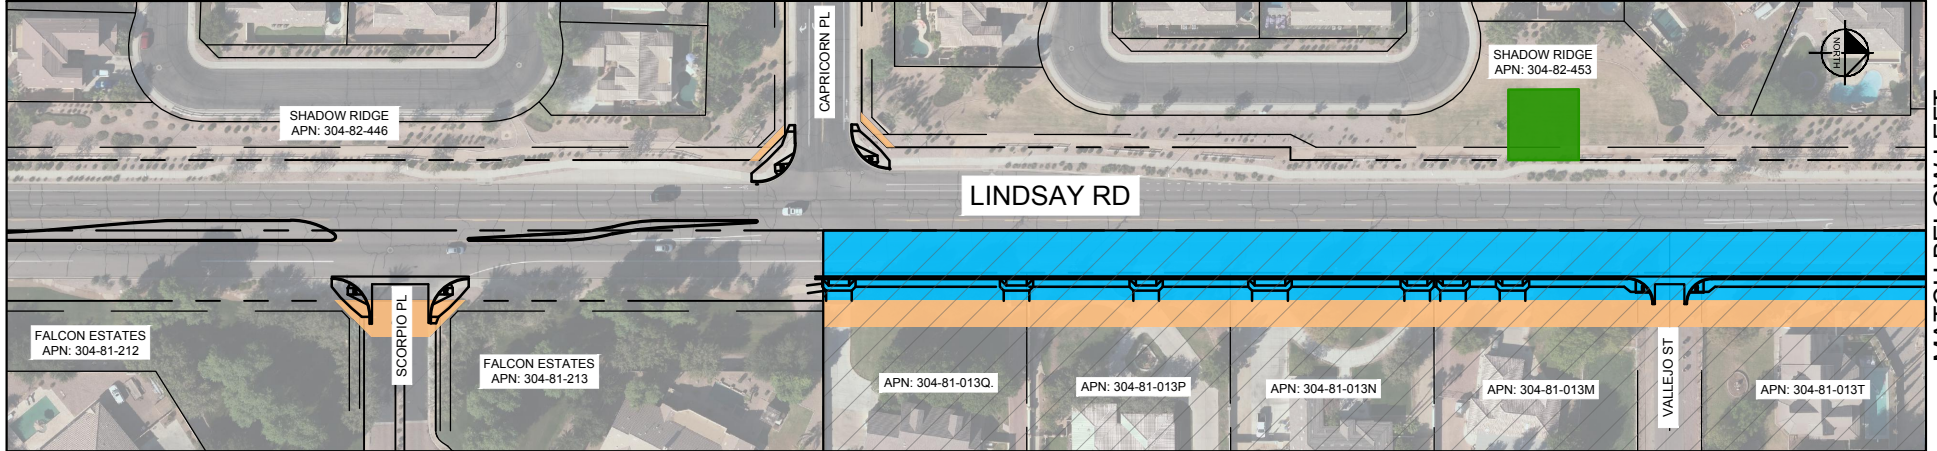 CAPRICORN PL
SHADOW RIDGE
APN: 304-82-453
NORTH
SHADOW RIDGE
APN: 304-82-446
LINDSAY RD
FALCON ESTATES
APN: 304-81-212
SCORPIO PL
FALCON ESTATES
APN: 304-81-213
APN: 304-81-013Q.
APN: 304-81-013P
APN: 304-81-013N
APN: 304-81-013M
VALLEJO ST
APN: 304-81-013T